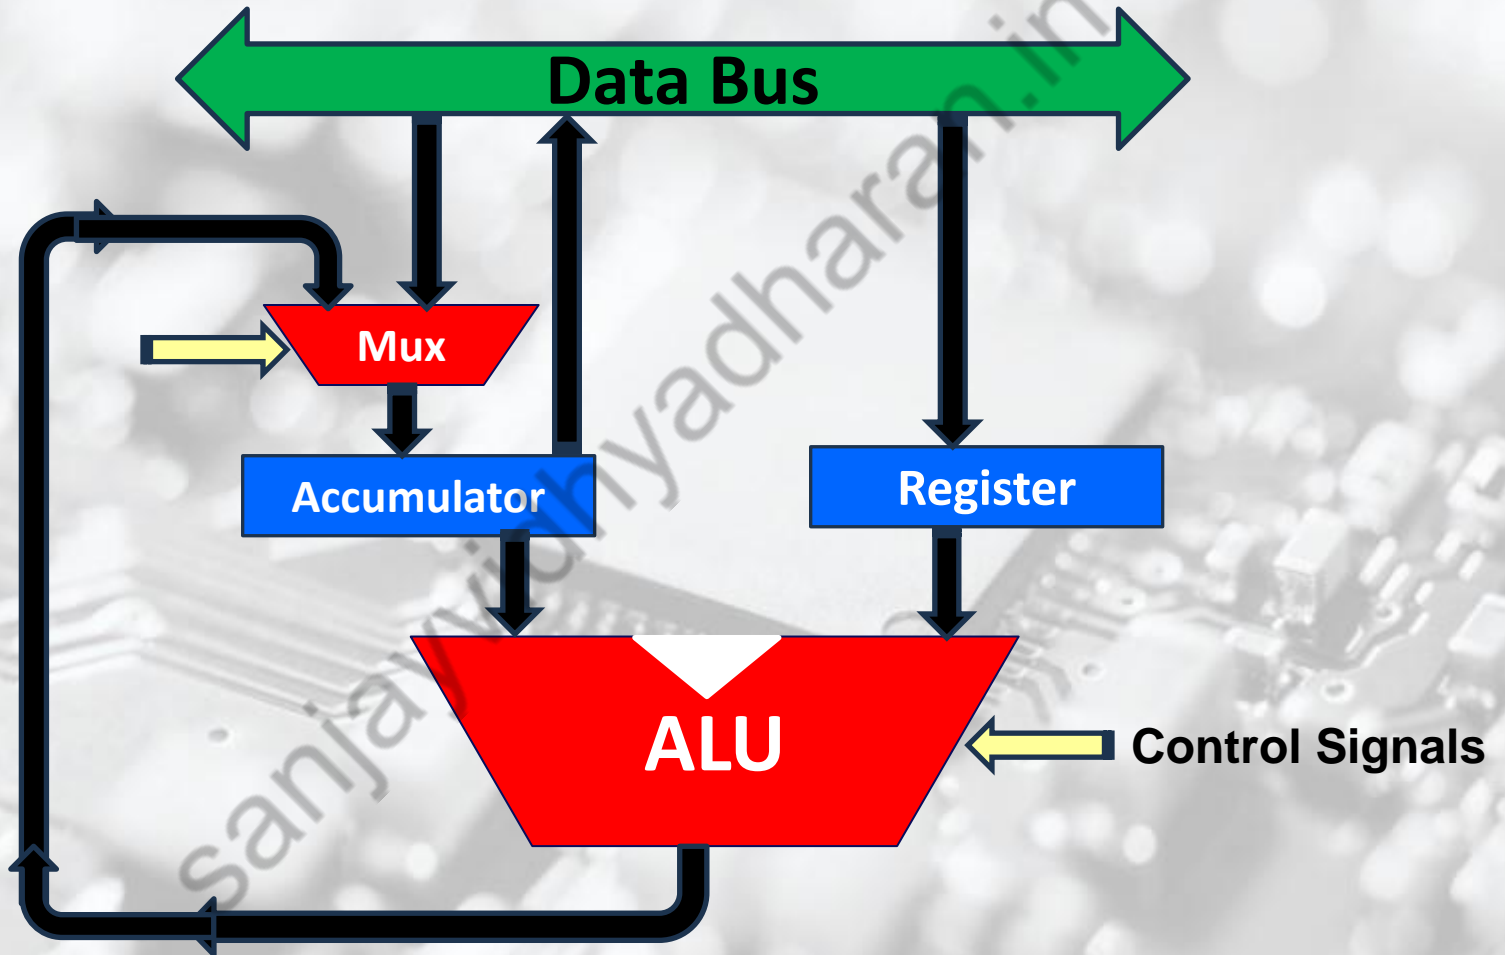 Data Bus
Mux
Accumulator
Register
ALU
Control Signals
sanjayvidhyadharan.in